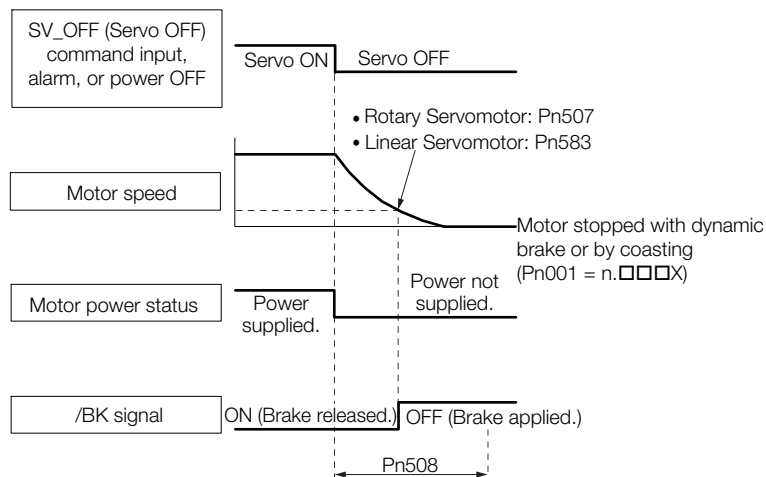 SV_OFF (Servo OFF)
command input,
alarm, or power OFF
Servo ON
Servo OFF
• Rotary Servomotor: Pn507
• Linear Servomotor: Pn583
Motor speed
Motor stopped with dynamic
brake or by coasting
(Pn001 = n.□□□X)
Motor power status
Power
supplied.
Power not
supplied.
/BK signal
ON (Brake released.)
OFF (Brake applied.)
Pn508